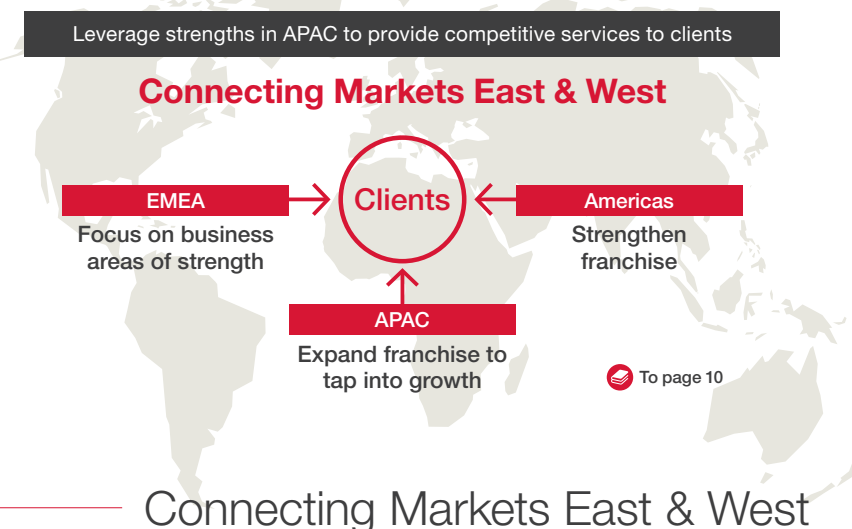 Leverage strengths in APAC to provide competitive services to clients
Connecting Markets East & West
EMEA
Focus on business
areas of strength
Clients
Americas
Strengthen
franchise
APAC
Expand franchise to
tap into growth
To page 10
Connecting Markets East & West